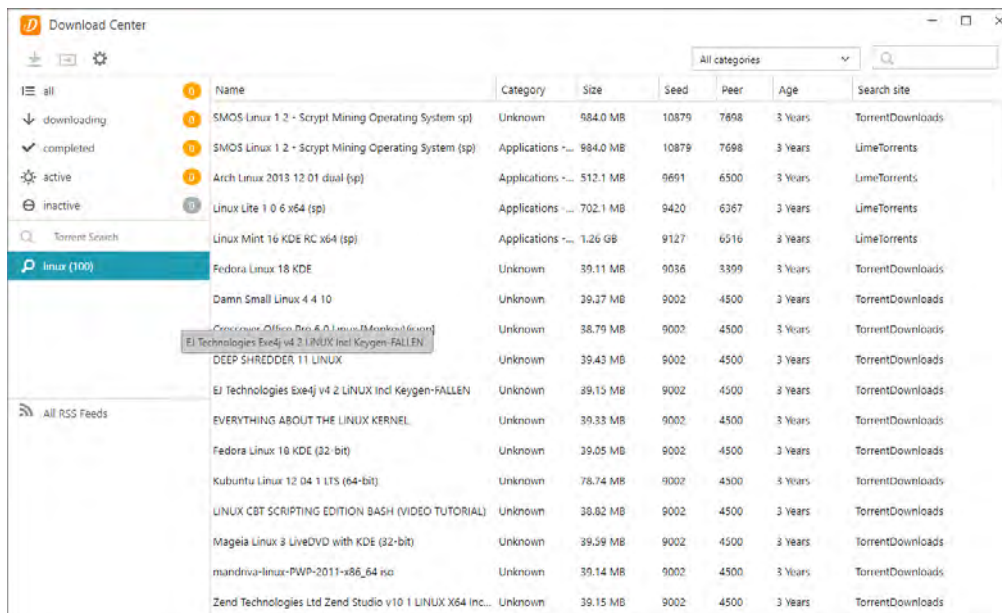 Download Center
All categories
all 0
downloading 0
completed 0
active 0
inactive 0
Torrent Search
linux (100)
All RSS Feeds
Name Category Size Seed Peer Age Search site
SMOS Linux 1 2 - Scrypt Mining Operating System sp) Unknown 984.0 MB 10879 7698 3 Years TorrentDownloads
SMOS Linux 1 2 - Scrypt Mining Operating System (sp) Applications -... 984.0 MB 10879 7698 3 Years LimeTorrents
Arch Linux 2013 12 01 dual (sp) Applications -... 512.1 MB 9691 6500 3 Years LimeTorrents
Linux Lite 1 0 6 x64 (sp) Applications -... 702.1 MB 9420 6367 3 Years LimeTorrents
Linux Mint 16 KDE RC x64 (sp) Applications -... 1.26 GB 9127 6516 3 Years LimeTorrents
Fedora Linux 18 KDE Unknown 39.11 MB 9036 3399 3 Years TorrentDownloads
Damn Small Linux 4 4 10 Unknown 39.37 MB 9002 4500 3 Years TorrentDownloads
Crossover Office Pro 6 0 Linux [MonkeyVision] Unknown 38.79 MB 9002 4500 3 Years TorrentDownloads
EJ Technologies Exe4j v4 2 LiNUX Incl Keygen-FALLEN
DEEP SHREDDER 11 LINUX Unknown 39.43 MB 9002 4500 3 Years TorrentDownloads
EJ Technologies Exe4j v4 2 LiNUX Incl Keygen-FALLEN Unknown 39.15 MB 9002 4500 3 Years TorrentDownloads
EVERYTHING ABOUT THE LINUX KERNEL Unknown 39.33 MB 9002 4500 3 Years TorrentDownloads
Fedora Linux 18 KDE (32-bit) Unknown 39.05 MB 9002 4500 3 Years TorrentDownloads
Kubuntu Linux 12 04 1 LTS (64-bit) Unknown 78.74 MB 9002 4500 3 Years TorrentDownloads
LINUX CBT SCRIPTING EDITION BASH (VIDEO TUTORIAL) Unknown 38.82 MB 9002 4500 3 Years TorrentDownloads
Mageia Linux 3 LiveDVD with KDE (32-bit) Unknown 39.59 MB 9002 4500 3 Years TorrentDownloads
mandriva-linux-PWP-2011-x86_64 iso Unknown 39.14 MB 9002 4500 3 Years TorrentDownloads
Zend Technologies Ltd Zend Studio v10 1 LINUX X64 Inc... Unknown 39.15 MB 9002 4500 3 Years TorrentDownloads